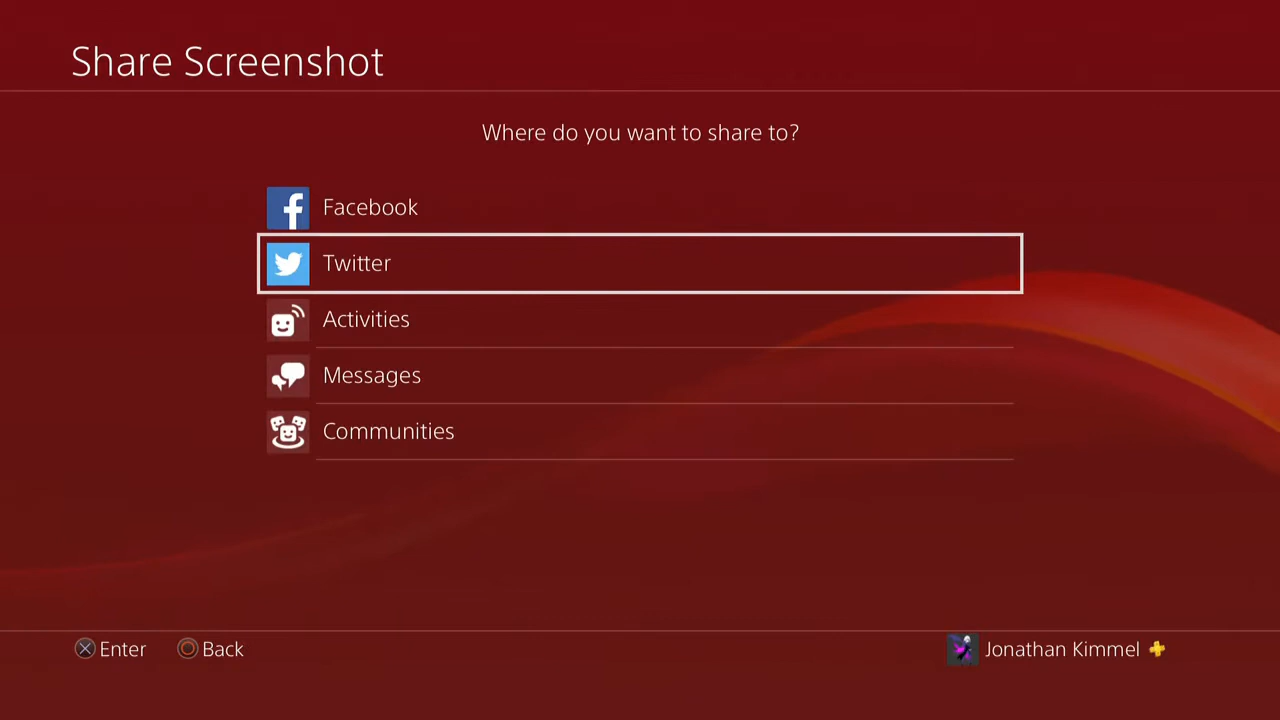 Share Screenshot
Where do you want to share to?
Facebook
Twitter
Activities
Messages
Communities
Enter
Back
Jonathan Kimmel